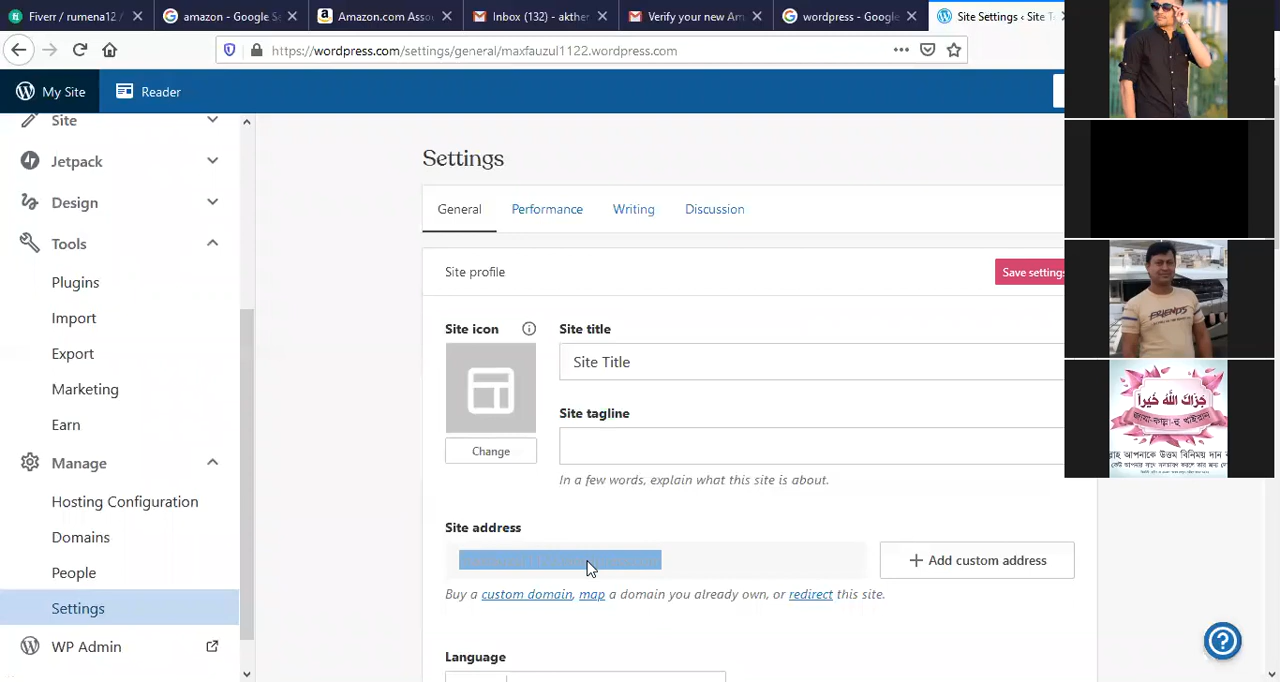 Fiverr / rumena12 /
amazon - Google Se
Amazon.com Asso
Inbox (132) - akther
Verify your new Am
wordpress - Google
Site Settings ‹ Site T
https://wordpress.com/settings/general/maxfauzul1122.wordpress.com
My Site
Reader
Site
Jetpack
Design
Tools
Plugins
Import
Export
Marketing
Earn
Manage
Hosting Configuration
Domains
People
Settings
WP Admin
Settings
General
Performance
Writing
Discussion
Site profile
Save settings
Site icon
Change
Site title
Site Title
Site tagline
In a few words, explain what this site is about.
Site address
Add custom address
Buy a custom domain, map a domain you already own, or redirect this site.
Language
FRIENDS
جَزَاكَ اللَّهُ خَيْرًا